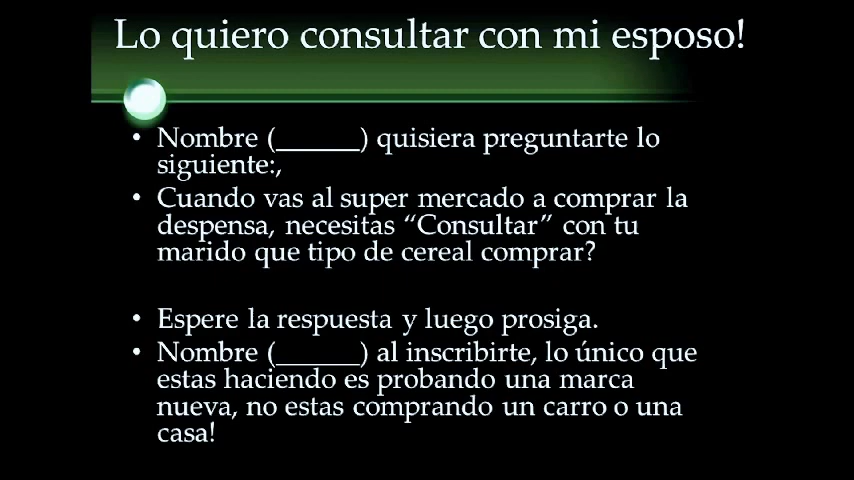 Lo quiero consultar con mi esposo!
• Nombre (______) quisiera preguntarte lo
siguiente:,
• Cuando vas al super mercado a comprar la
despensa, necesitas “Consultar” con tu
marido que tipo de cereal comprar?
• Espere la respuesta y luego prosiga.
• Nombre (______) al inscribirte, lo único que
estas haciendo es probando una marca
nueva, no estas comprando un carro o una
casa!